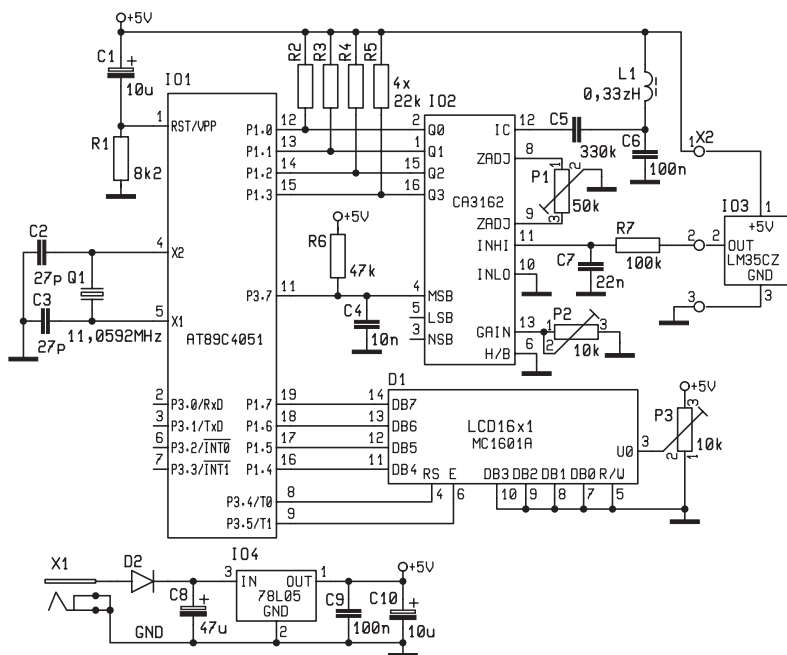 +5V
C1
+
10u
R1
8k2
IO1
1
RST/VPP
P1.0
12
P1.1
13
P1.2
14
P1.3
15
R2
R3
R4
R5
4x
22k
IO2
2
Q0
1
Q1
15
Q2
16
Q3
CA3162
IC
12
ZADJ
8
ZADJ
9
INHI
11
INLO
10
GAIN
13
H/B
6
4
MSB
5
LSB
3
NSB
C5
330k
L1
0,33zH
C6
100n
P1
2
1
3
50k
X2
1
2
3
IO3
1
+5V
2
OUT
LM35CZ
GND
3
R7
100k
C7
22n
P2
3
2
10k
+5V
R6
47k
C4
10n
C2
27p
Q1
C3
27p
11,0592MHz
4
X2
5
X1
P3.7
11
AT89C4051
2
P3.0/RxD
3
P3.1/TxD
6
P3.2/INT0
7
P3.3/INT1
P1.7
19
P1.6
18
P1.5
17
P1.4
16
P3.4/T0
8
P3.5/T1
9
D1
14
DB7
13
DB6
12
DB5
11
DB4
LCD16x1
MC1601A
RS
E
DB3
DB2
DB1
DB0
R/W
4
6
10
9
8
7
5
U0
3
+5V
P3
3
2
1
10k
X1
D2
GND
C8
+
47u
IO4
3
IN
OUT
1
78L05
GND
2
C9
100n
C10
+
10u
+5V